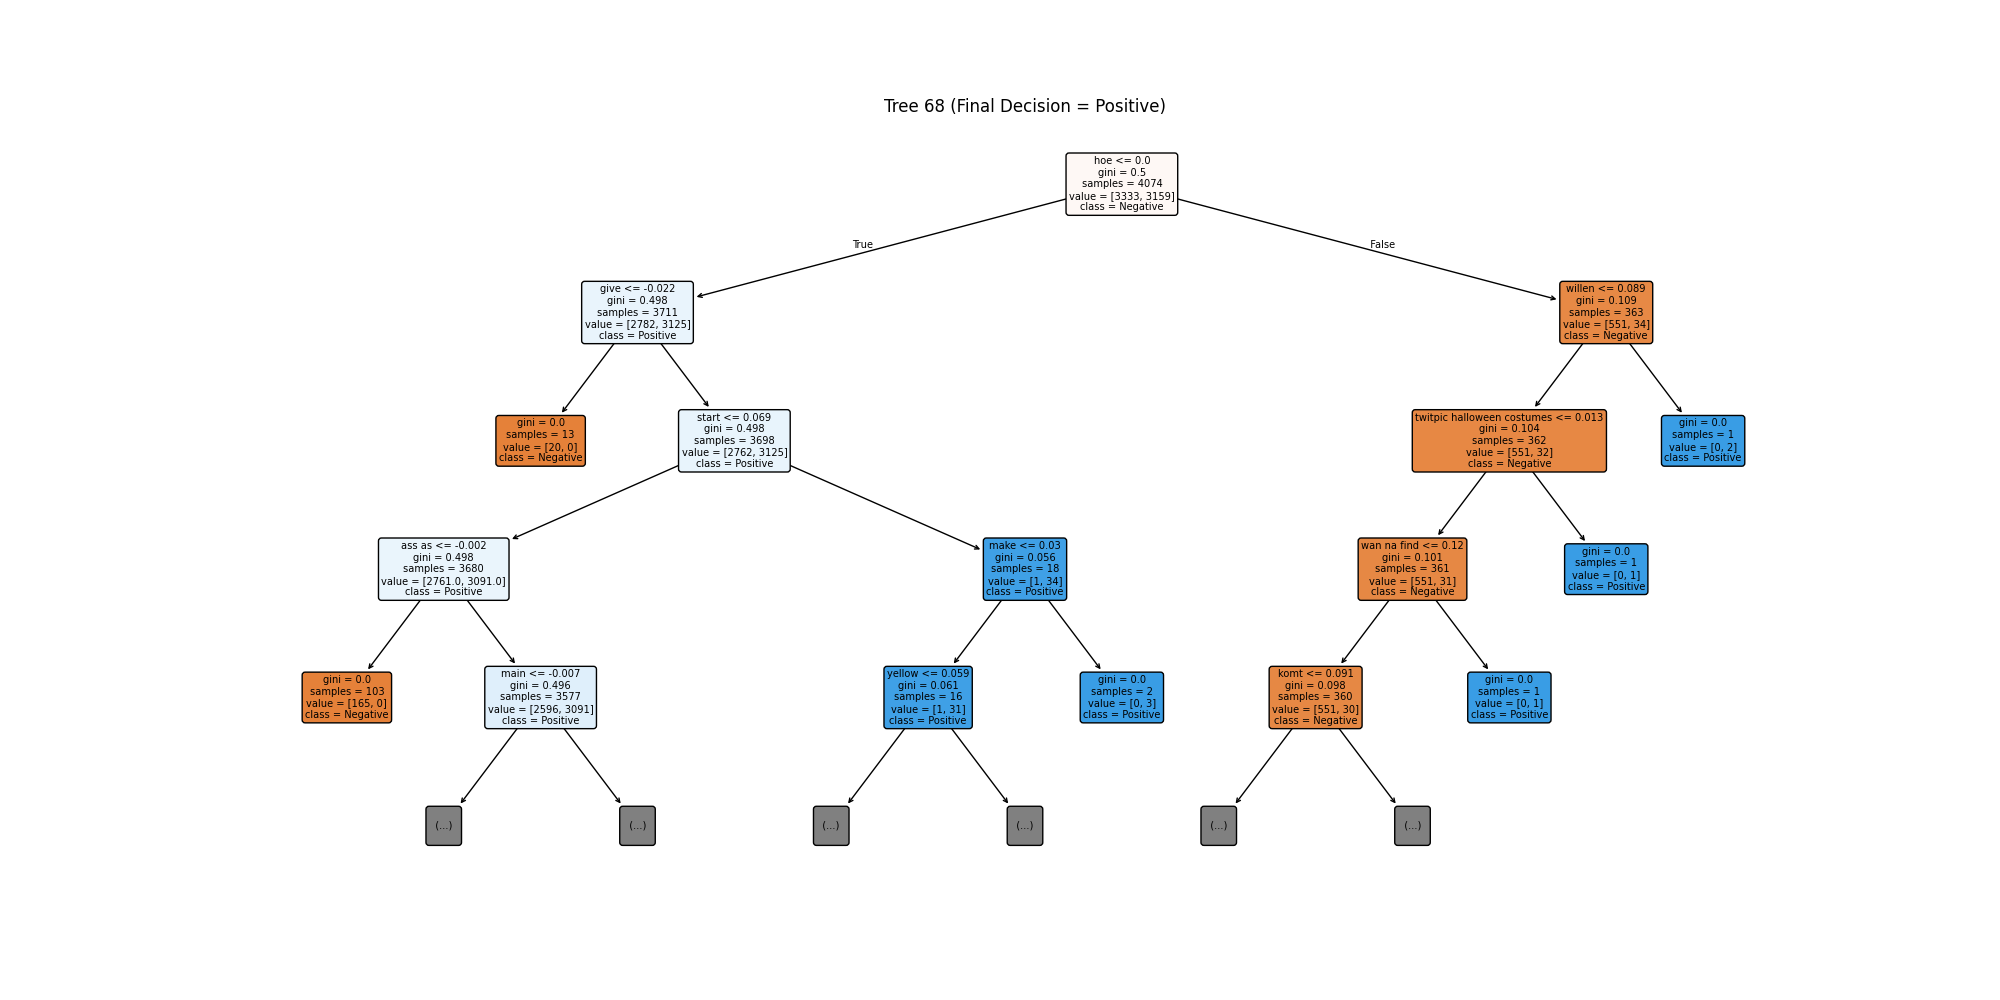 Tree 68 (Final Decision = Positive)
hoe <= 0.0
gini = 0.5
samples = 4074
value = [3333, 3159]
class = Negative
True
False
give <= -0.022
gini = 0.498
samples = 3711
value = [2782, 3125]
class = Positive
willen <= 0.089
gini = 0.109
samples = 363
value = [551, 34]
class = Negative
gini = 0.0
samples = 13
value = [20, 0]
class = Negative
start <= 0.069
gini = 0.498
samples = 3698
value = [2762, 3125]
class = Positive
twitpic halloween costumes <= 0.013
gini = 0.104
samples = 362
value = [551, 32]
class = Negative
gini = 0.0
samples = 1
value = [0, 2]
class = Positive
ass as <= -0.002
gini = 0.498
samples = 3680
value = [2761.0, 3091.0]
class = Positive
make <= 0.03
gini = 0.056
samples = 18
value = [1, 34]
class = Positive
wan na find <= 0.12
gini = 0.101
samples = 361
value = [551, 31]
class = Negative
gini = 0.0
samples = 1
value = [0, 1]
class = Positive
gini = 0.0
samples = 103
value = [165, 0]
class = Negative
main <= -0.007
gini = 0.496
samples = 3577
value = [2596, 3091]
class = Positive
yellow <= 0.059
gini = 0.061
samples = 16
value = [1, 31]
class = Positive
gini = 0.0
samples = 2
value = [0, 3]
class = Positive
komt <= 0.091
gini = 0.098
samples = 360
value = [551, 30]
class = Negative
gini = 0.0
samples = 1
value = [0, 1]
class = Positive
(...)
(...)
(...)
(...)
(...)
(...)